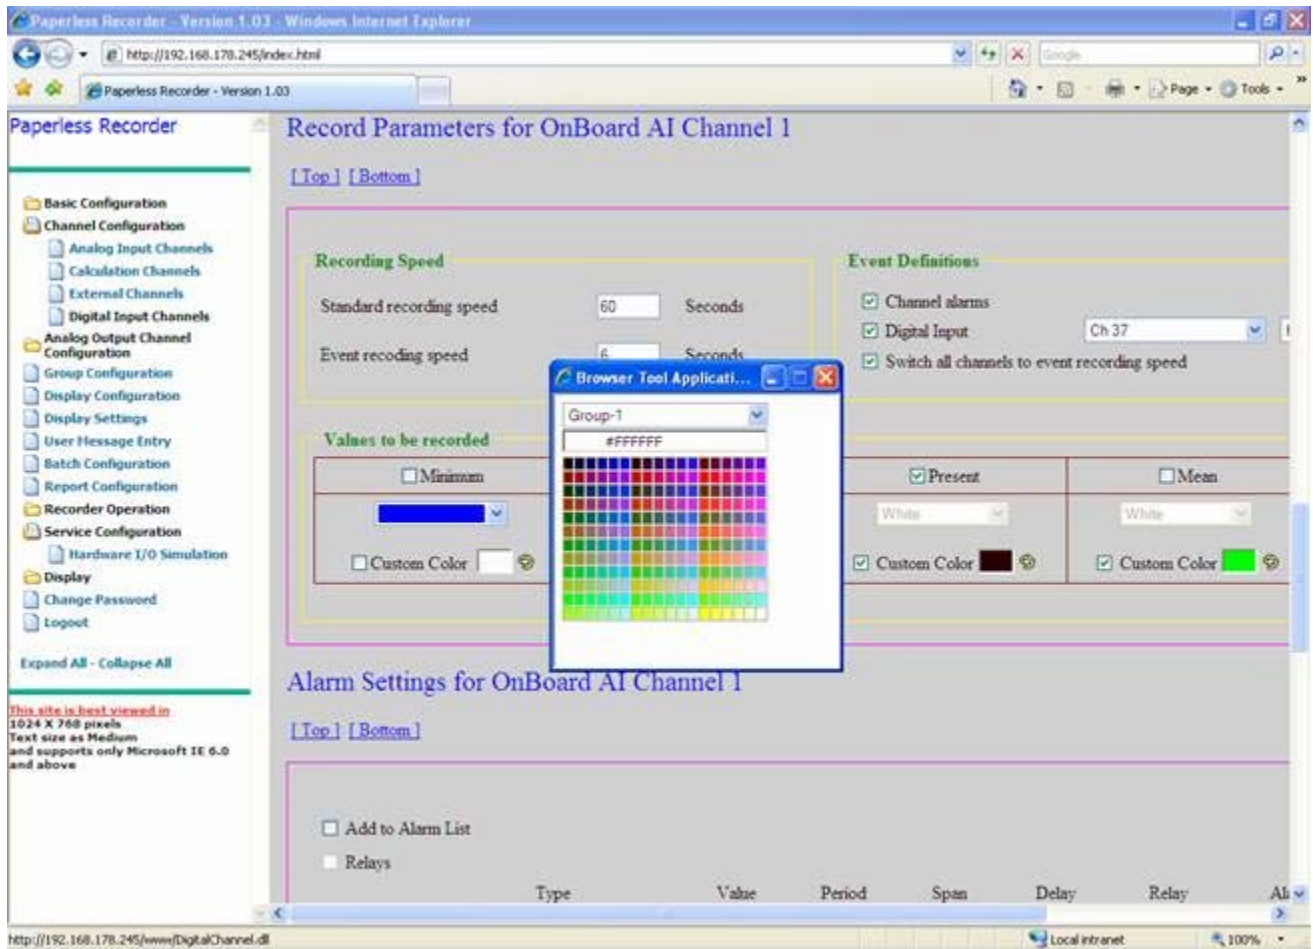 Paperless Recorder - Version 1.03 - Windows Internet Explorer
http://192.168.178.245/index.html
Google
Paperless Recorder - Version 1.03
Page
Tools
Paperless Recorder
Basic Configuration
Channel Configuration
Analog Input Channels
Calculation Channels
External Channels
Digital Input Channels
Analog Output Channel
Configuration
Group Configuration
Display Configuration
Display Settings
User Message Entry
Batch Configuration
Report Configuration
Recorder Operation
Service Configuration
Hardware I/O Simulation
Display
Change Password
Logout
Expand All - Collapse All
This site is best viewed in
1024 X 768 pixels
Text size as Medium
and supports only Microsoft IE 6.0
and above
Record Parameters for OnBoard AI Channel 1
[ Top ] [ Bottom ]
Recording Speed
Standard recording speed 60 Seconds
Event recoding speed 6 Seconds
Event Definitions
Channel alarms
Digital Input Ch 37
Switch all channels to event recording speed
Browser Tool Applicati...
Group-1
#FFFFFF
Values to be recorded
Minimum Present Mean
White White
Custom Color Custom Color Custom Color
Alarm Settings for OnBoard AI Channel 1
[ Top ] [ Bottom ]
Add to Alarm List
Relays
Type Value Period Span Delay Relay
http://192.168.178.245/www/DigitalChannel.dl
Local intranet
100%